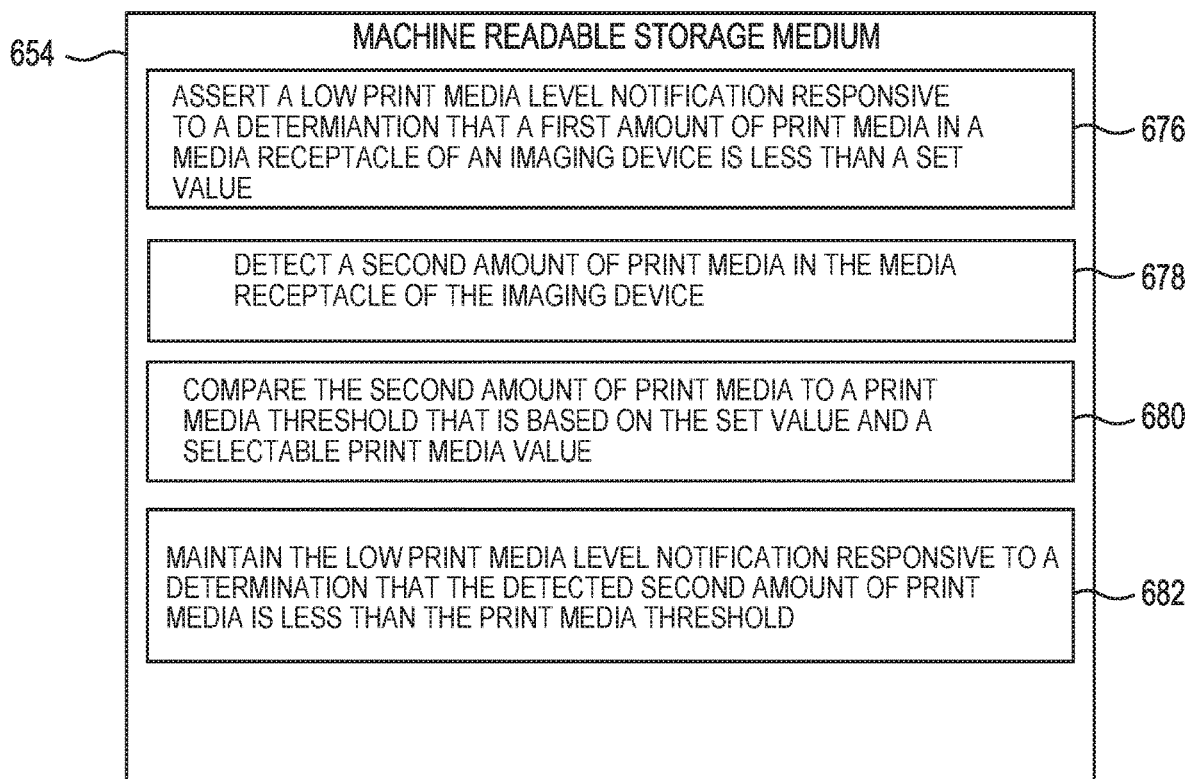 MACHINE READABLE STORAGE MEDIUM
654
ASSERT A LOW PRINT MEDIA LEVEL NOTIFICATION RESPONSIVE
TO A DETERMIANTION THAT A FIRST AMOUNT OF PRINT MEDIA IN A
MEDIA RECEPTACLE OF AN IMAGING DEVICE IS LESS THAN A SET
VALUE
676
DETECT A SECOND AMOUNT OF PRINT MEDIA IN THE MEDIA
RECEPTACLE OF THE IMAGING DEVICE
678
COMPARE THE SECOND AMOUNT OF PRINT MEDIA TO A PRINT
MEDIA THRESHOLD THAT IS BASED ON THE SET VALUE AND A
SELECTABLE PRINT MEDIA VALUE
680
MAINTAIN THE LOW PRINT MEDIA LEVEL NOTIFICATION RESPONSIVE TO A
DETERMINATION THAT THE DETECTED SECOND AMOUNT OF PRINT
MEDIA IS LESS THAN THE PRINT MEDIA THRESHOLD
682